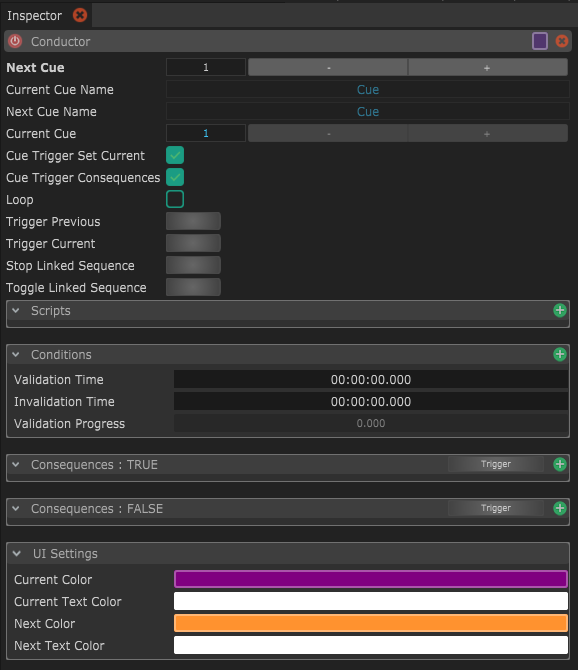 Inspector
Conductor
Next Cue 1 - +
Current Cue Name Cue
Next Cue Name Cue
Current Cue 1 - +
Cue Trigger Set Current
Cue Trigger Consequences
Loop
Trigger Previous
Trigger Current
Stop Linked Sequence
Toggle Linked Sequence
Scripts
Conditions
Validation Time 00:00:00.000
Invalidation Time 00:00:00.000
Validation Progress 0.000
Consequences : TRUE Trigger
Consequences : FALSE Trigger
UI Settings
Current Color
Current Text Color
Next Color
Next Text Color